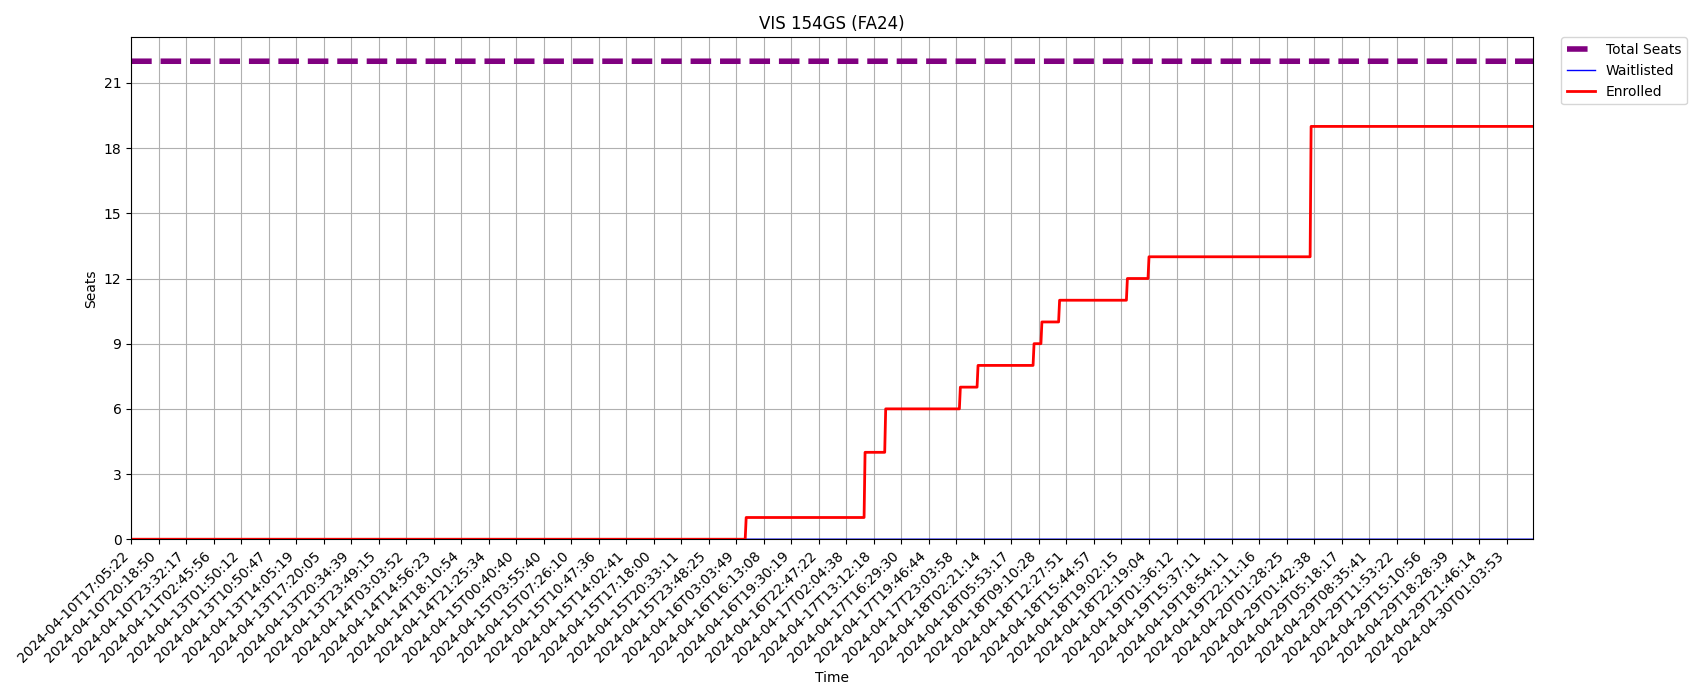 VIS 154GS (FA24)
Total Seats
Waitlisted
Enrolled
Seats
21
18
15
12
9
6
3
0
2024-04-10T17:05:22
2024-04-10T20:18:50
2024-04-10T23:32:17
2024-04-11T02:45:56
2024-04-13T01:50:12
2024-04-13T10:50:47
2024-04-13T14:05:19
2024-04-13T17:20:05
2024-04-13T20:34:39
2024-04-13T23:49:15
2024-04-14T03:03:52
2024-04-14T14:56:23
2024-04-14T18:10:54
2024-04-14T21:25:34
2024-04-15T00:40:40
2024-04-15T03:55:40
2024-04-15T07:26:10
2024-04-15T10:47:36
2024-04-15T14:02:41
2024-04-15T17:18:00
2024-04-15T20:33:11
2024-04-15T23:48:25
2024-04-16T03:03:49
2024-04-16T16:13:08
2024-04-16T19:30:19
2024-04-16T22:47:22
2024-04-17T02:04:38
2024-04-17T13:12:18
2024-04-17T16:29:30
2024-04-17T19:46:44
2024-04-17T23:03:58
2024-04-18T02:21:14
2024-04-18T05:53:17
2024-04-18T09:10:28
2024-04-18T12:27:51
2024-04-18T15:44:57
2024-04-18T19:02:15
2024-04-18T22:19:04
2024-04-19T01:36:12
2024-04-19T15:37:11
2024-04-19T18:54:11
2024-04-19T22:11:16
2024-04-20T01:28:25
2024-04-29T01:42:38
2024-04-29T05:18:17
2024-04-29T08:35:41
2024-04-29T11:53:22
2024-04-29T15:10:56
2024-04-29T18:28:39
2024-04-29T21:46:14
2024-04-30T01:03:53
Time